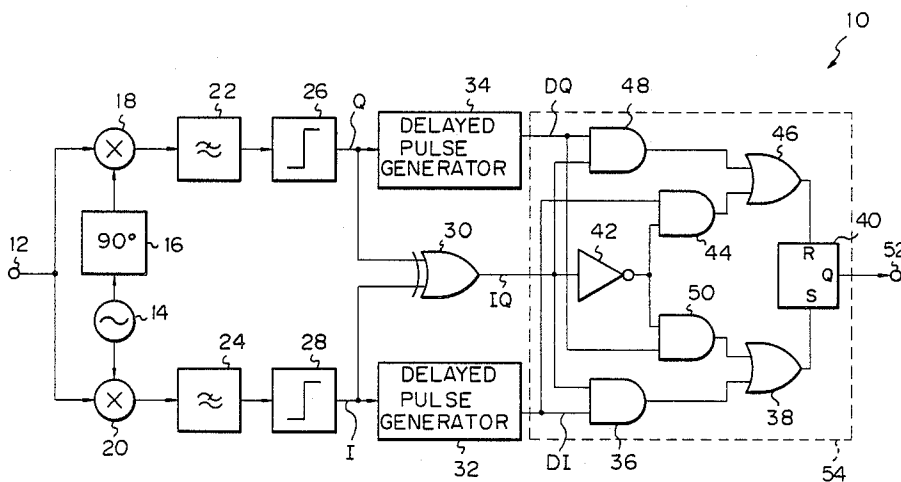 10
18
22
26
Q
34
DQ
48
DELAYED
PULSE
GENERATOR
46
12
90°
16
30
42
44
40
52
R
Q
S
14
IQ
50
24
28
DELAYED
PULSE
GENERATOR
20
I
32
DI
36
38
54